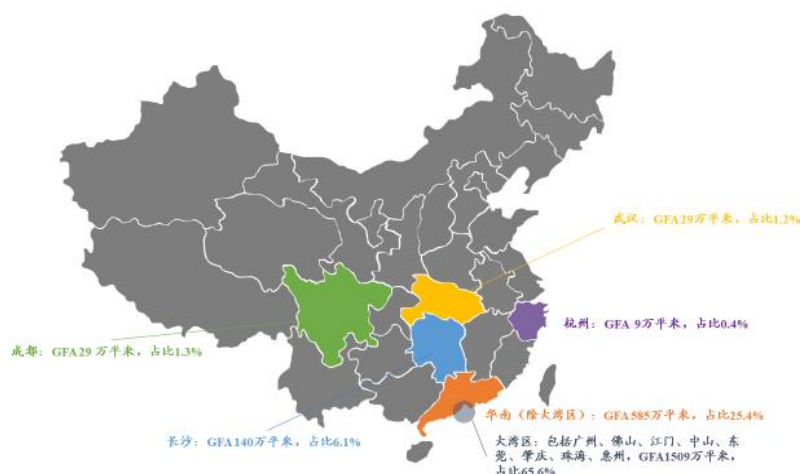 武汉：GFA29万平米，占比1.2%
杭州：GFA 9万平米，占比0.4%
成都：GFA29 万平米，占比1.3%
华南（除大湾区）：GFA585万平米，占比25.4%
长沙：GFA140万平米，占比6.1%
大湾区：包括广州、佛山、江门、中山、东
莞、肇庆、珠海、惠州，GFA1509万平米，
占比65.6%